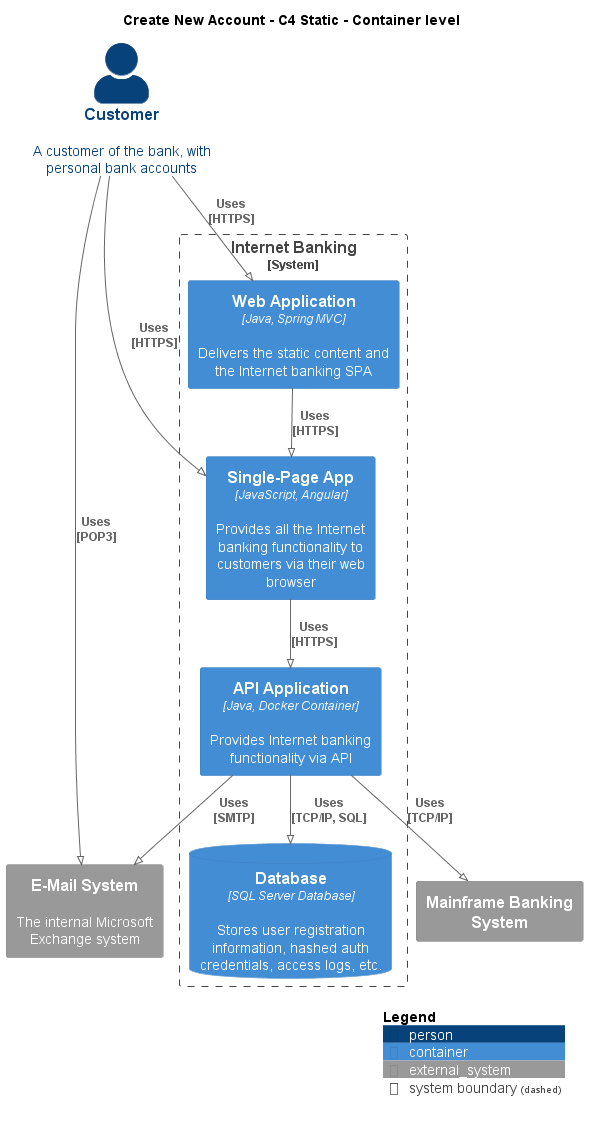 Create New Account - C4 Static - Container level
Customer
A customer of the bank, with
personal bank accounts
Uses
[HTTPS]
Internet Banking
[System]
Web Application
[Java, Spring MVC]
Delivers the static content and
the Internet banking SPA
Uses
[HTTPS]
Uses
[HTTPS]
Single-Page App
[JavaScript, Angular]
Provides all the Internet
banking functionality to
customers via their web
browser
Uses
[POP3]
Uses
[HTTPS]
API Application
[Java, Docker Container]
Provides Internet banking
functionality via API
Uses
[SMTP]
Uses
[TCP/IP, SQL]
Uses
[TCP/IP]
E-Mail System
The internal Microsoft
Exchange system
Database
[SQL Server Database]
Stores user registration
information, hashed auth
credentials, access logs, etc.
Mainframe Banking
System
Legend
person
container
external_system
system boundary (dashed)